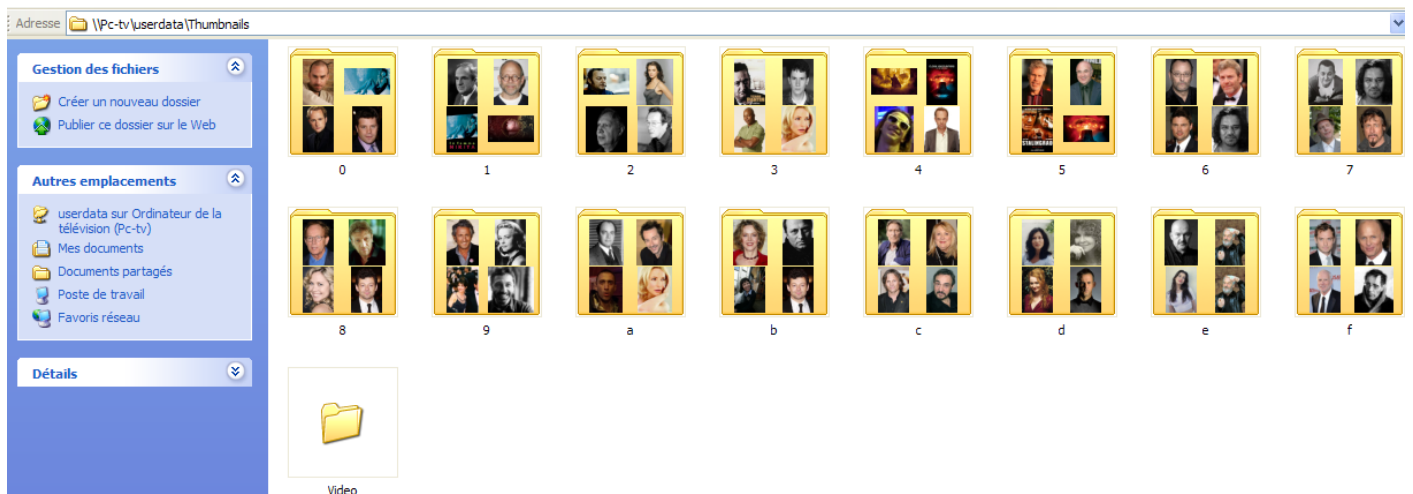 Adresse \\Pc-tv\userdata\Thumbnails
Gestion des fichiers
Créer un nouveau dossier
Publier ce dossier sur le Web
Autres emplacements
userdata sur Ordinateur de la
télévision (Pc-tv)
Mes documents
Documents partagés
Poste de travail
Favoris réseau
Détails
0 1 2 3 4 5 6 7
8 9 a b c d e f
Video
STALINGRAD
NIKITA